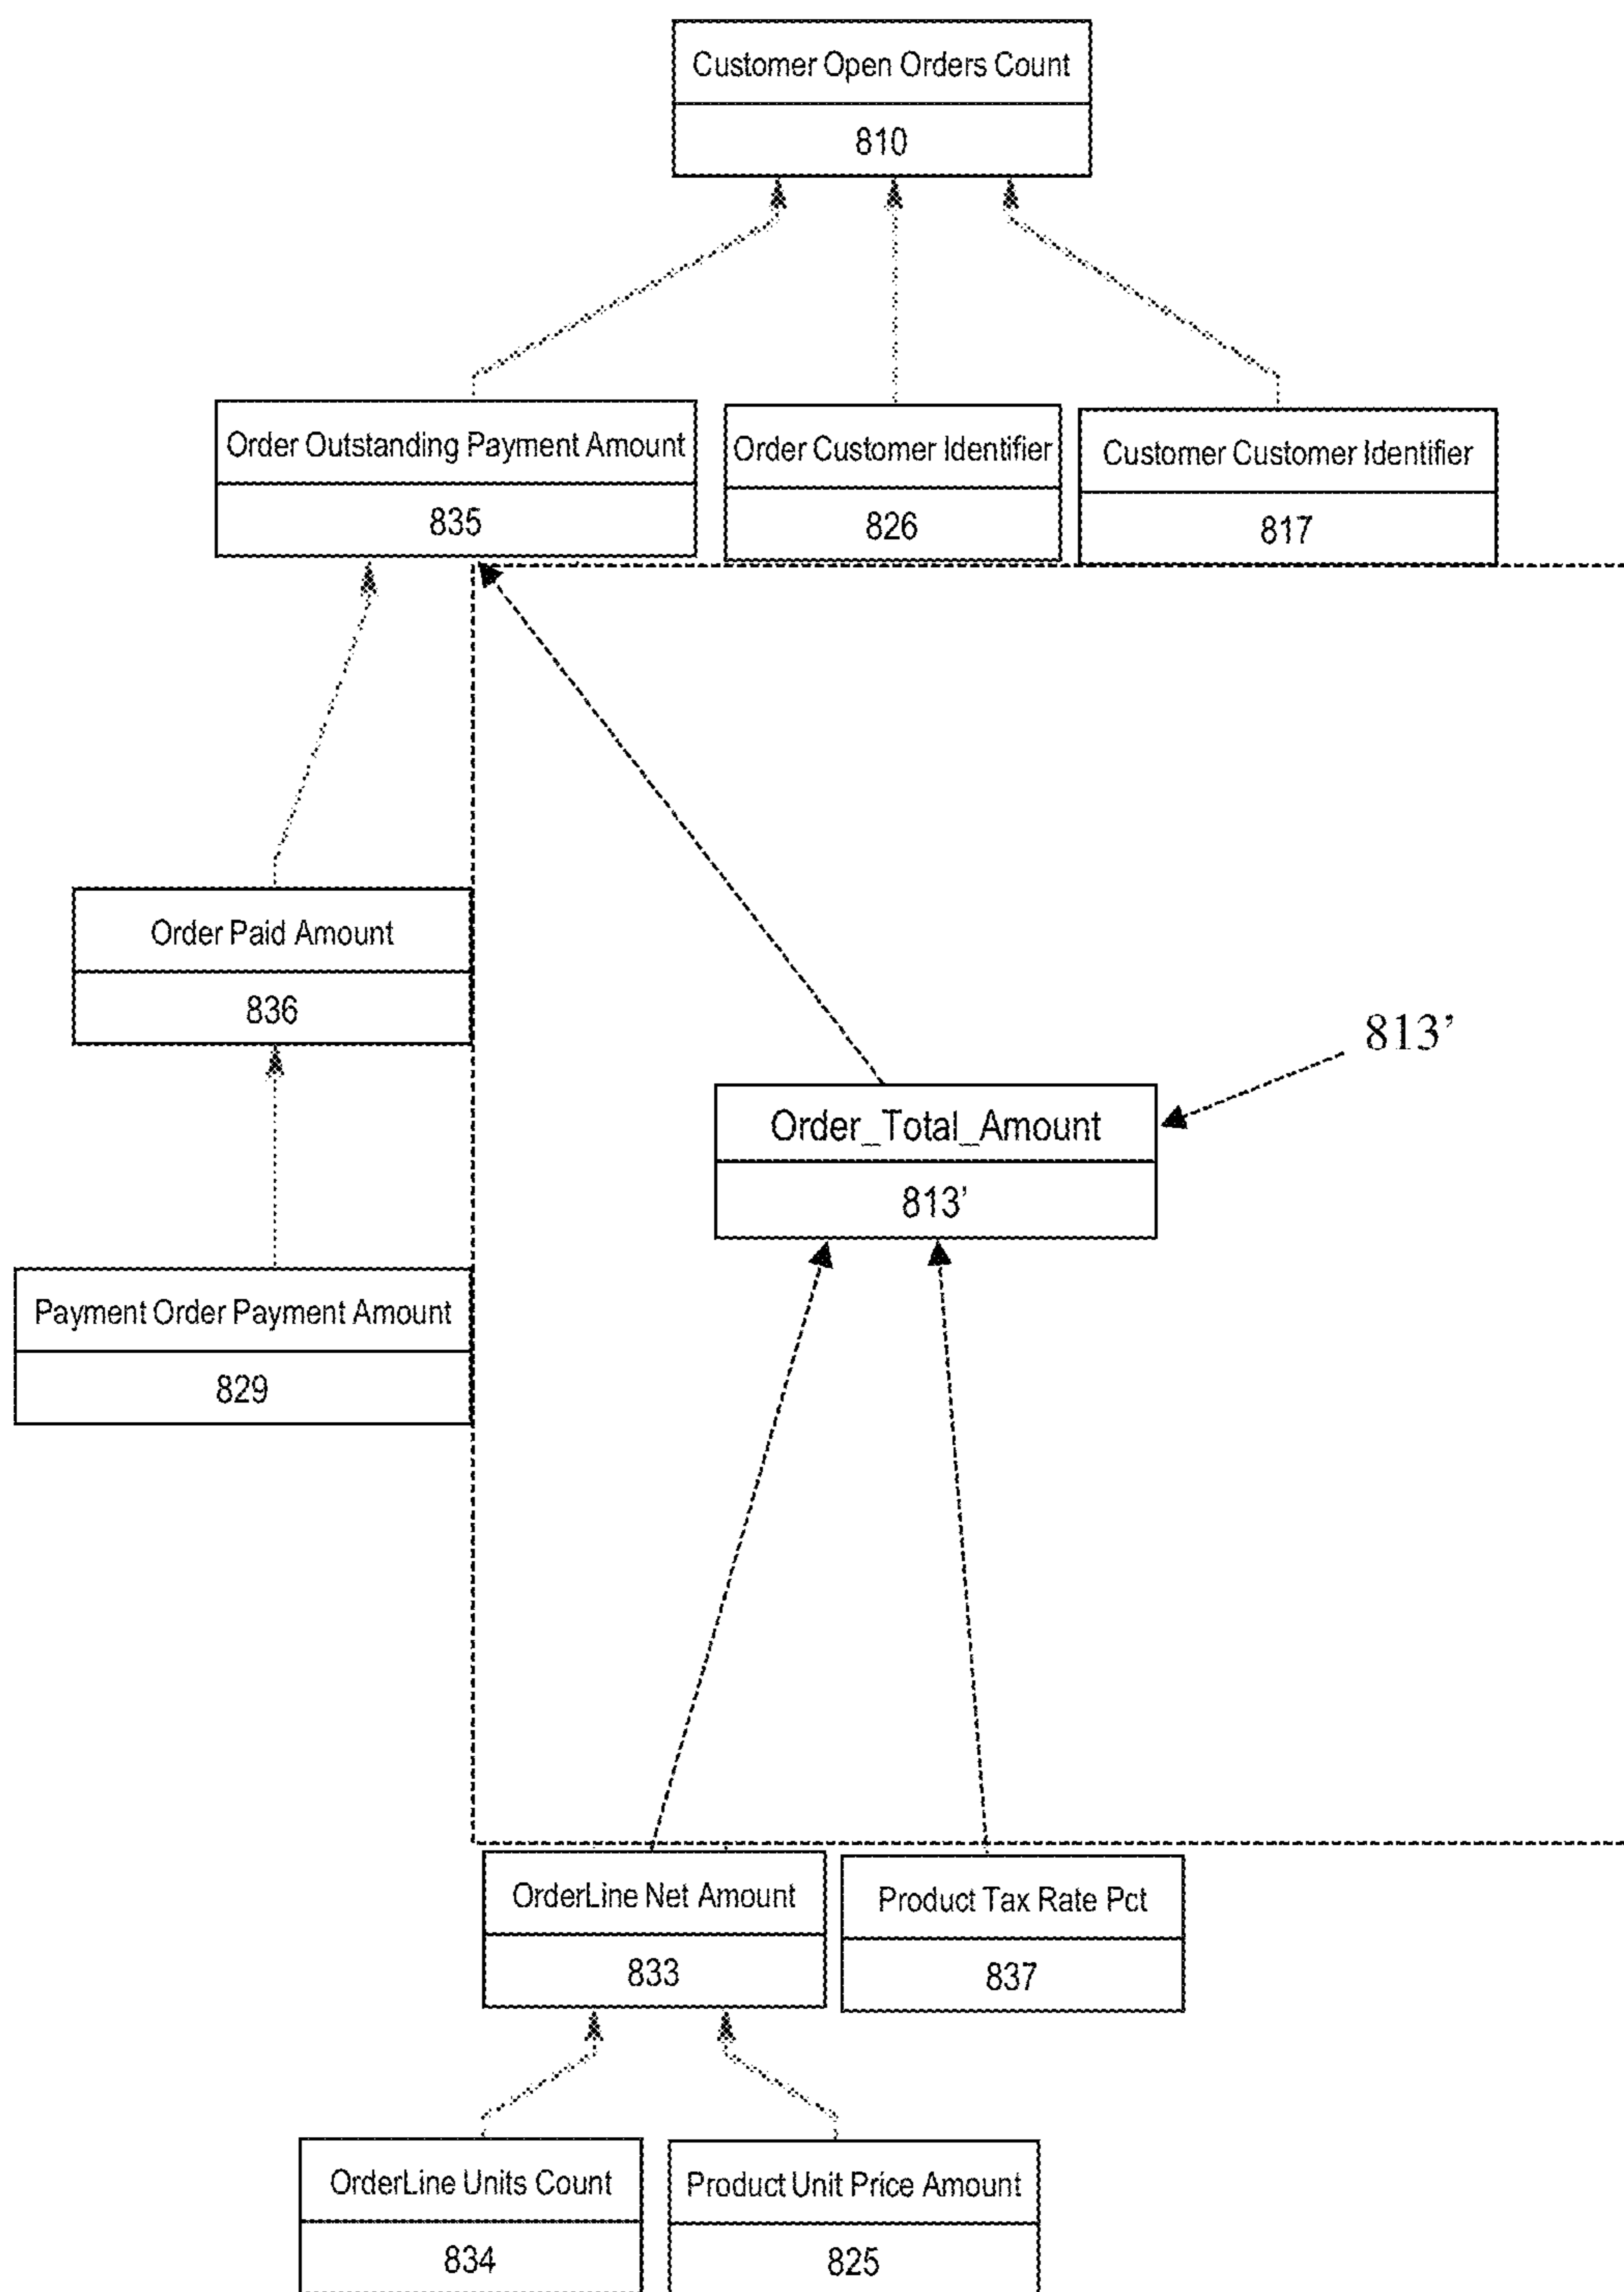 Customer Open Orders Count
810
Order Outstanding Payment Amount
835
Order Customer Identifier
826
Customer Customer Identifier
817
Order Paid Amount
836
813’
Order_Total_Amount
813’
Payment Order Payment Amount
829
OrderLine Net Amount
833
Product Tax Rate Pct
837
OrderLine Units Count
834
Product Unit Price Amount
825